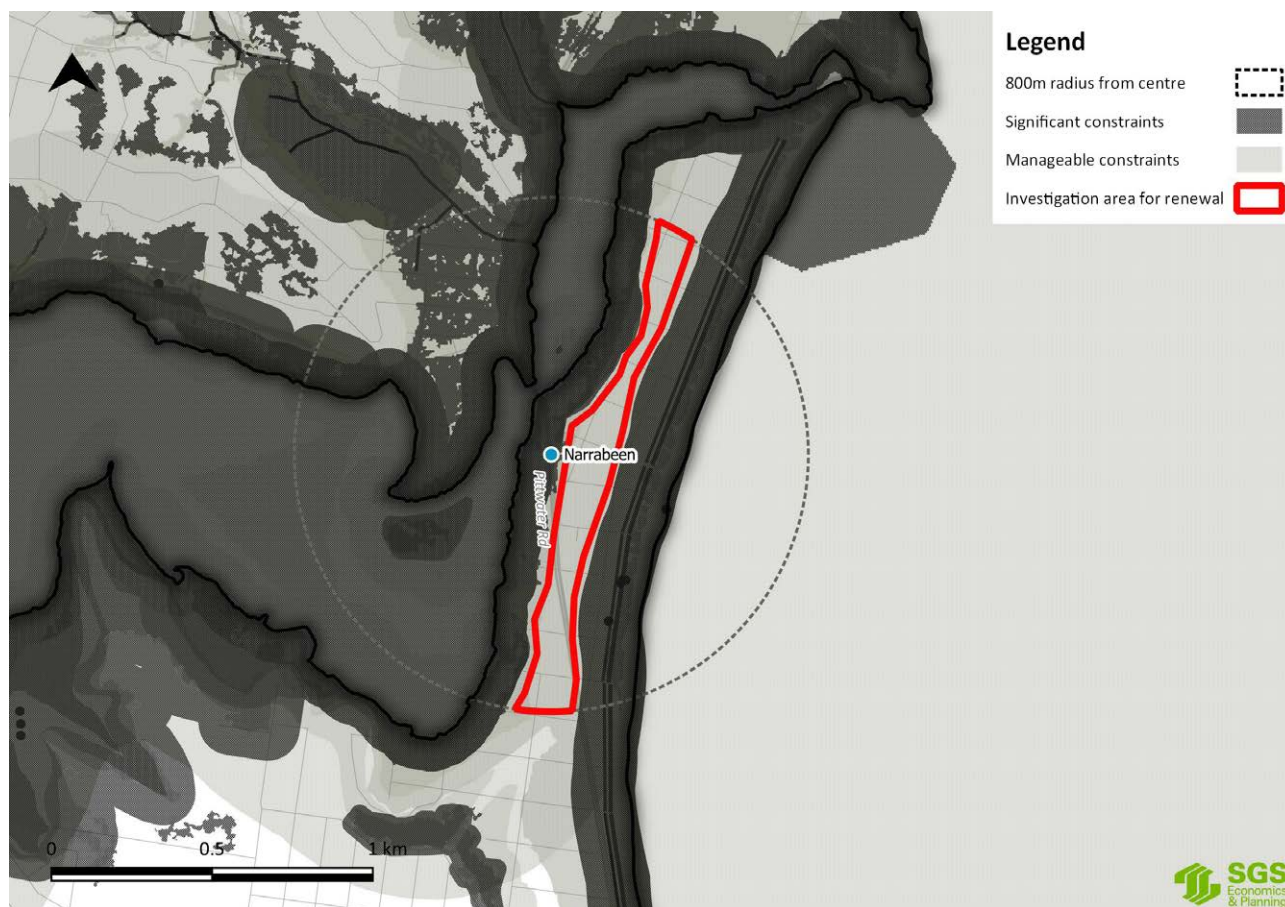 Legend
800m radius from centre
Significant constraints
Manageable constraints
Investigation area for renewal
Narrabeen
Pittwater Rd
0
0.5
1 km
SGS
Economics
& Planning